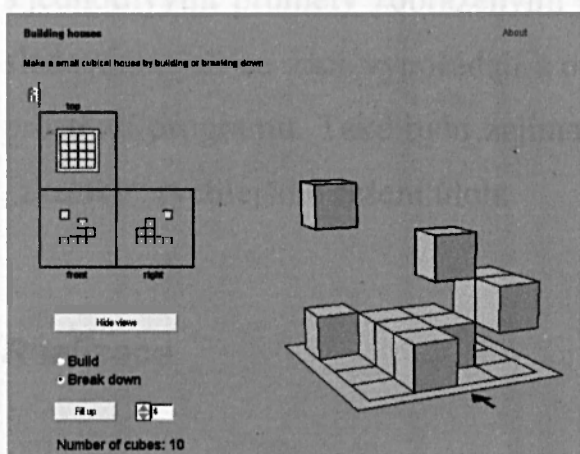 Building houses
About
Make a small cubical house by building or breaking down
top
front right
Hide views
Build
Break down
Fill up 4
Number of cubes: 10